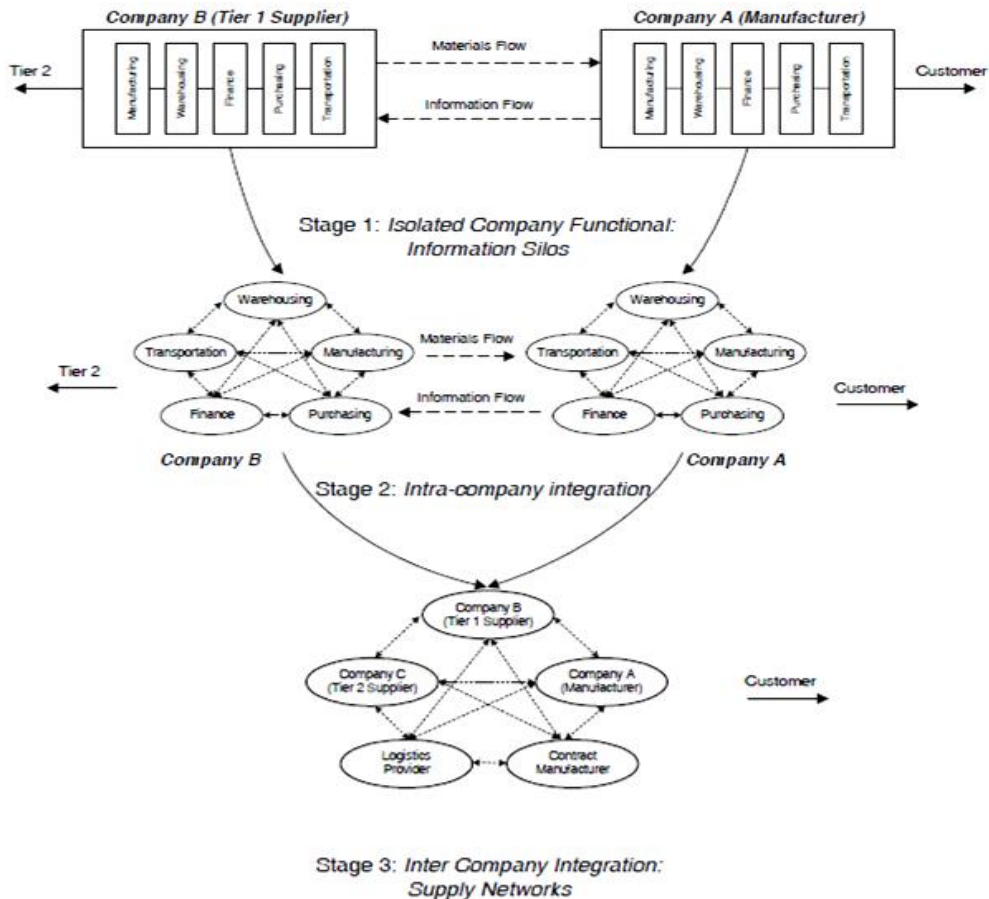 Company B (Tier 1 Supplier)
Company A (Manufacturer)
Tier 2
Manufacturing
Warehousing
Finance
Purchasing
Transportation
Materials Flow
Information Flow
Manufacturing
Warehousing
Finance
Purchasing
Transportation
Customer
Stage 1: Isolated Company Functional:
Information Silos
Warehousing
Transportation
Manufacturing
Finance
Purchasing
Tier 2
Company B
Materials Flow
Information Flow
Warehousing
Transportation
Manufacturing
Finance
Purchasing
Customer
Company A
Stage 2: Intra-company integration
Company B
(Tier 1 Supplier)
Company C
(Tier 2 Supplier)
Company A
(Manufacturer)
Logistics
Provider
Contract
Manufacturer
Customer
Stage 3: Inter Company Integration:
Supply Networks